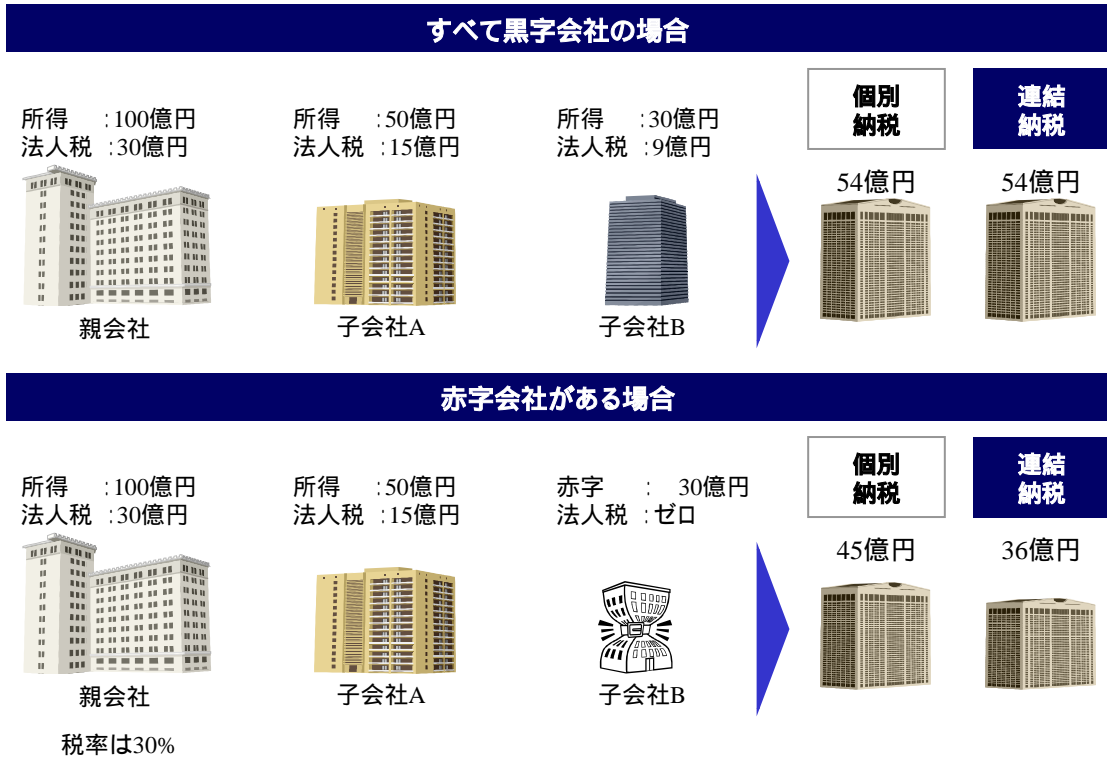 すべて黒字会社の場合
個別
納税
連結
納税
所得 :100億円
法人税 :30億円
所得 :50億円
法人税 :15億円
所得 :30億円
法人税 :9億円
54億円
54億円
親会社
子会社A
子会社B
赤字会社がある場合
個別
納税
連結
納税
所得 :100億円
法人税 :30億円
所得 :50億円
法人税 :15億円
赤字 : 30億円
法人税 :ゼロ
45億円
36億円
親会社
子会社A
子会社B
税率は30%